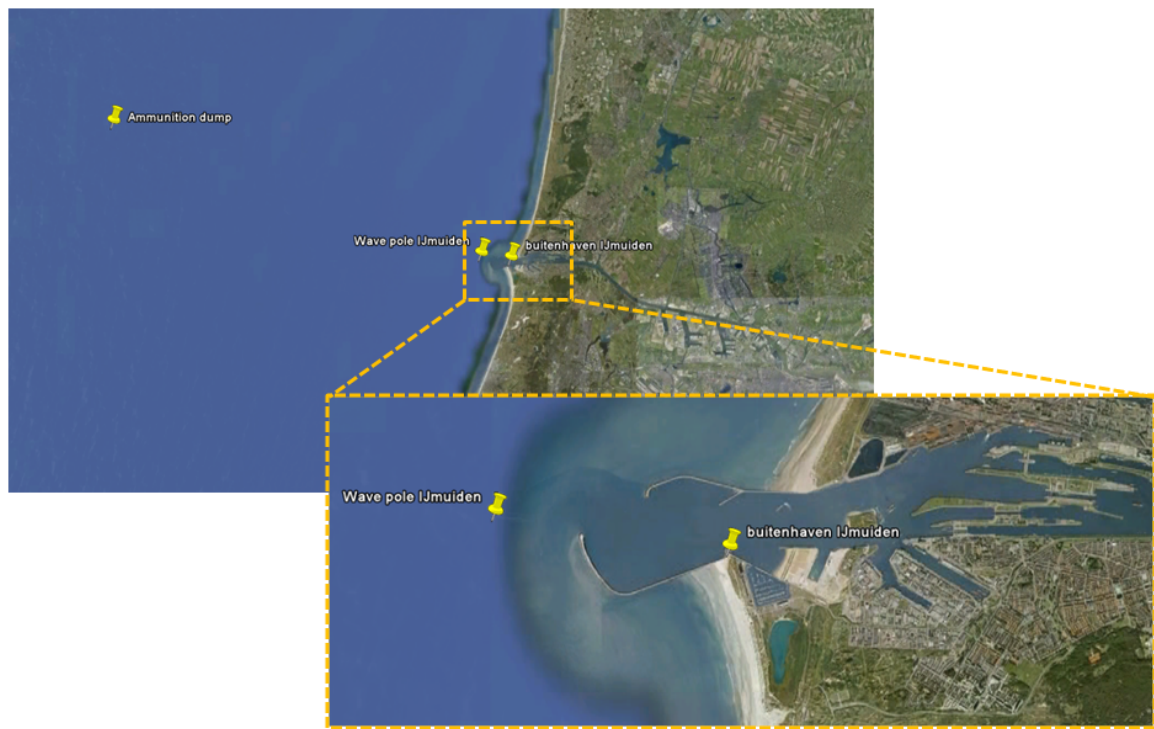 Ammunition dump
Wave pole IJmuiden
buitenhaven IJmuiden
Wave pole IJmuiden
buitenhaven IJmuiden